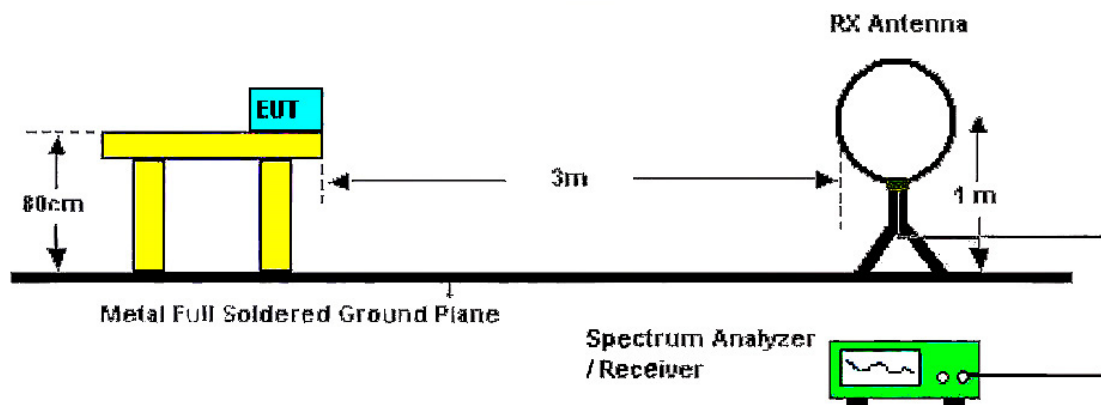 RX Antenna
EUT
3m
80cm
1 m
Metal Full Soldered Ground Plane
Spectrum Analyzer
/ Receiver